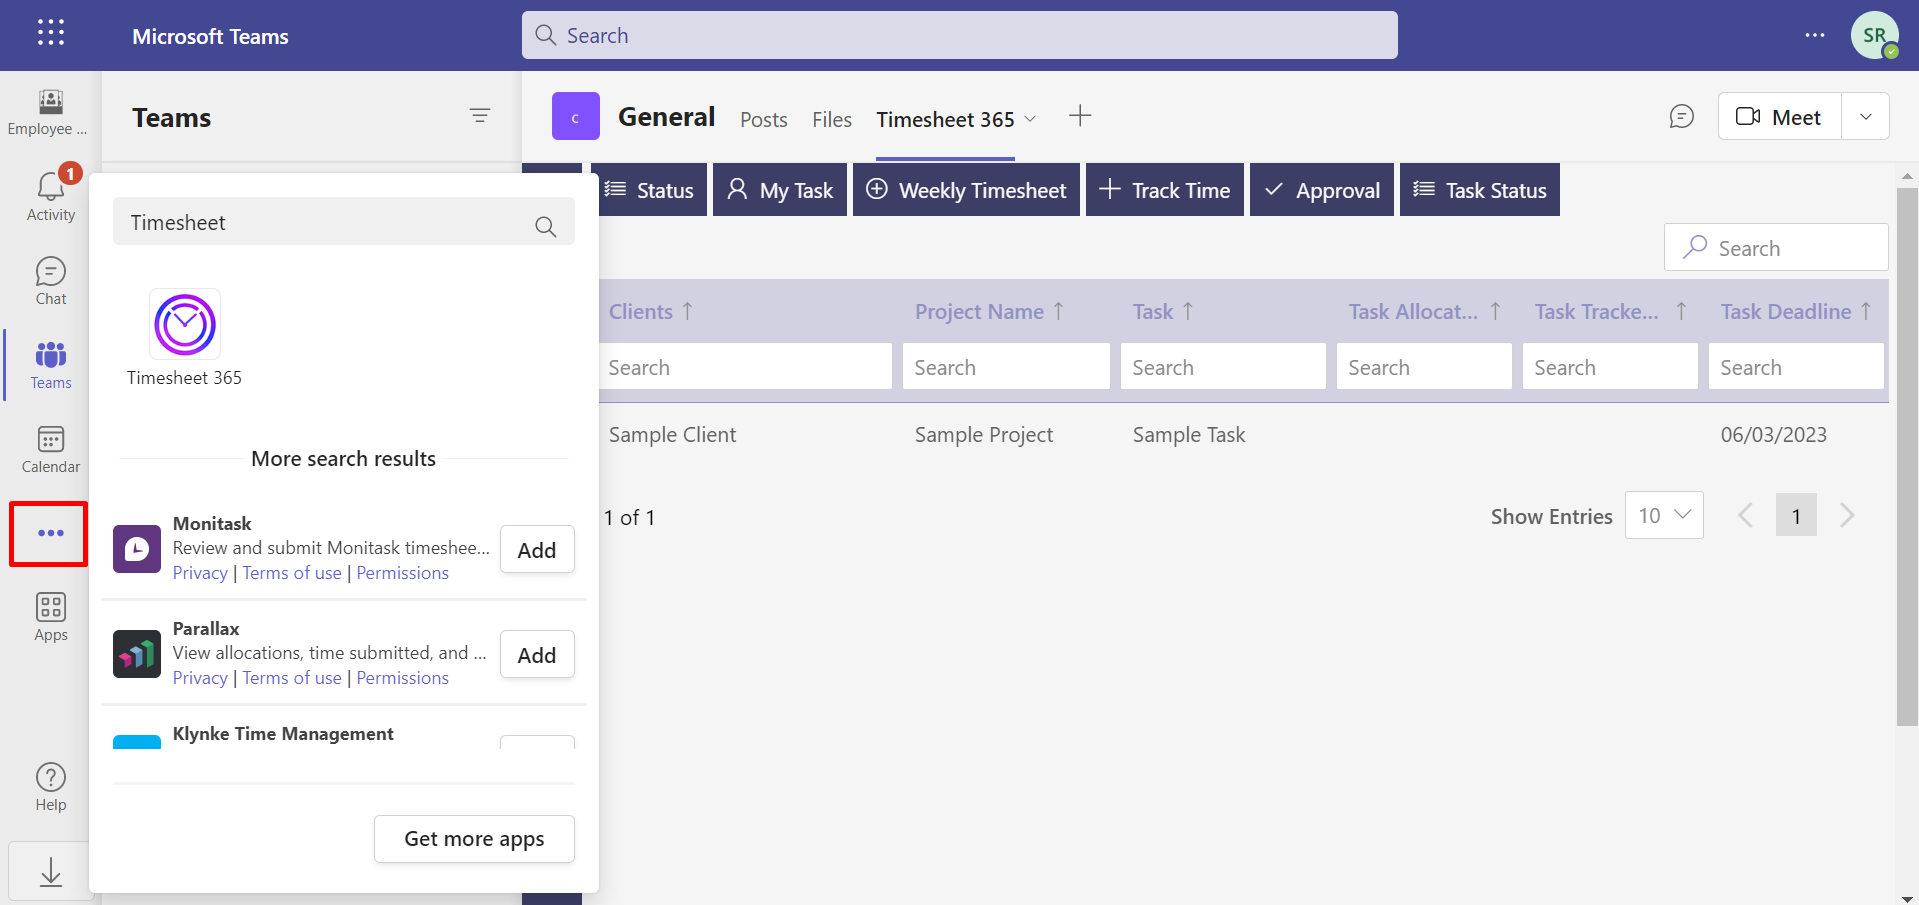 Microsoft Teams
Search
SR
Employee ...
1
Activity
Chat
Teams
Calendar
Apps
Help
Teams
c
General
Posts
Files
Timesheet 365
Meet
Status
My Task
Weekly Timesheet
Track Time
Approval
Task Status
Search
Clients
Project Name
Task
Task Allocat...
Task Tracke...
Task Deadline
Search
Search
Search
Search
Search
Search
Sample Client
Sample Project
Sample Task
06/03/2023
1 of 1
Show Entries
10
1
Timesheet
Timesheet 365
More search results
Monitask
Review and submit Monitask timeshee...
Privacy | Terms of use | Permissions
Add
Parallax
View allocations, time submitted, and ...
Privacy | Terms of use | Permissions
Add
Klynke Time Management
Get more apps